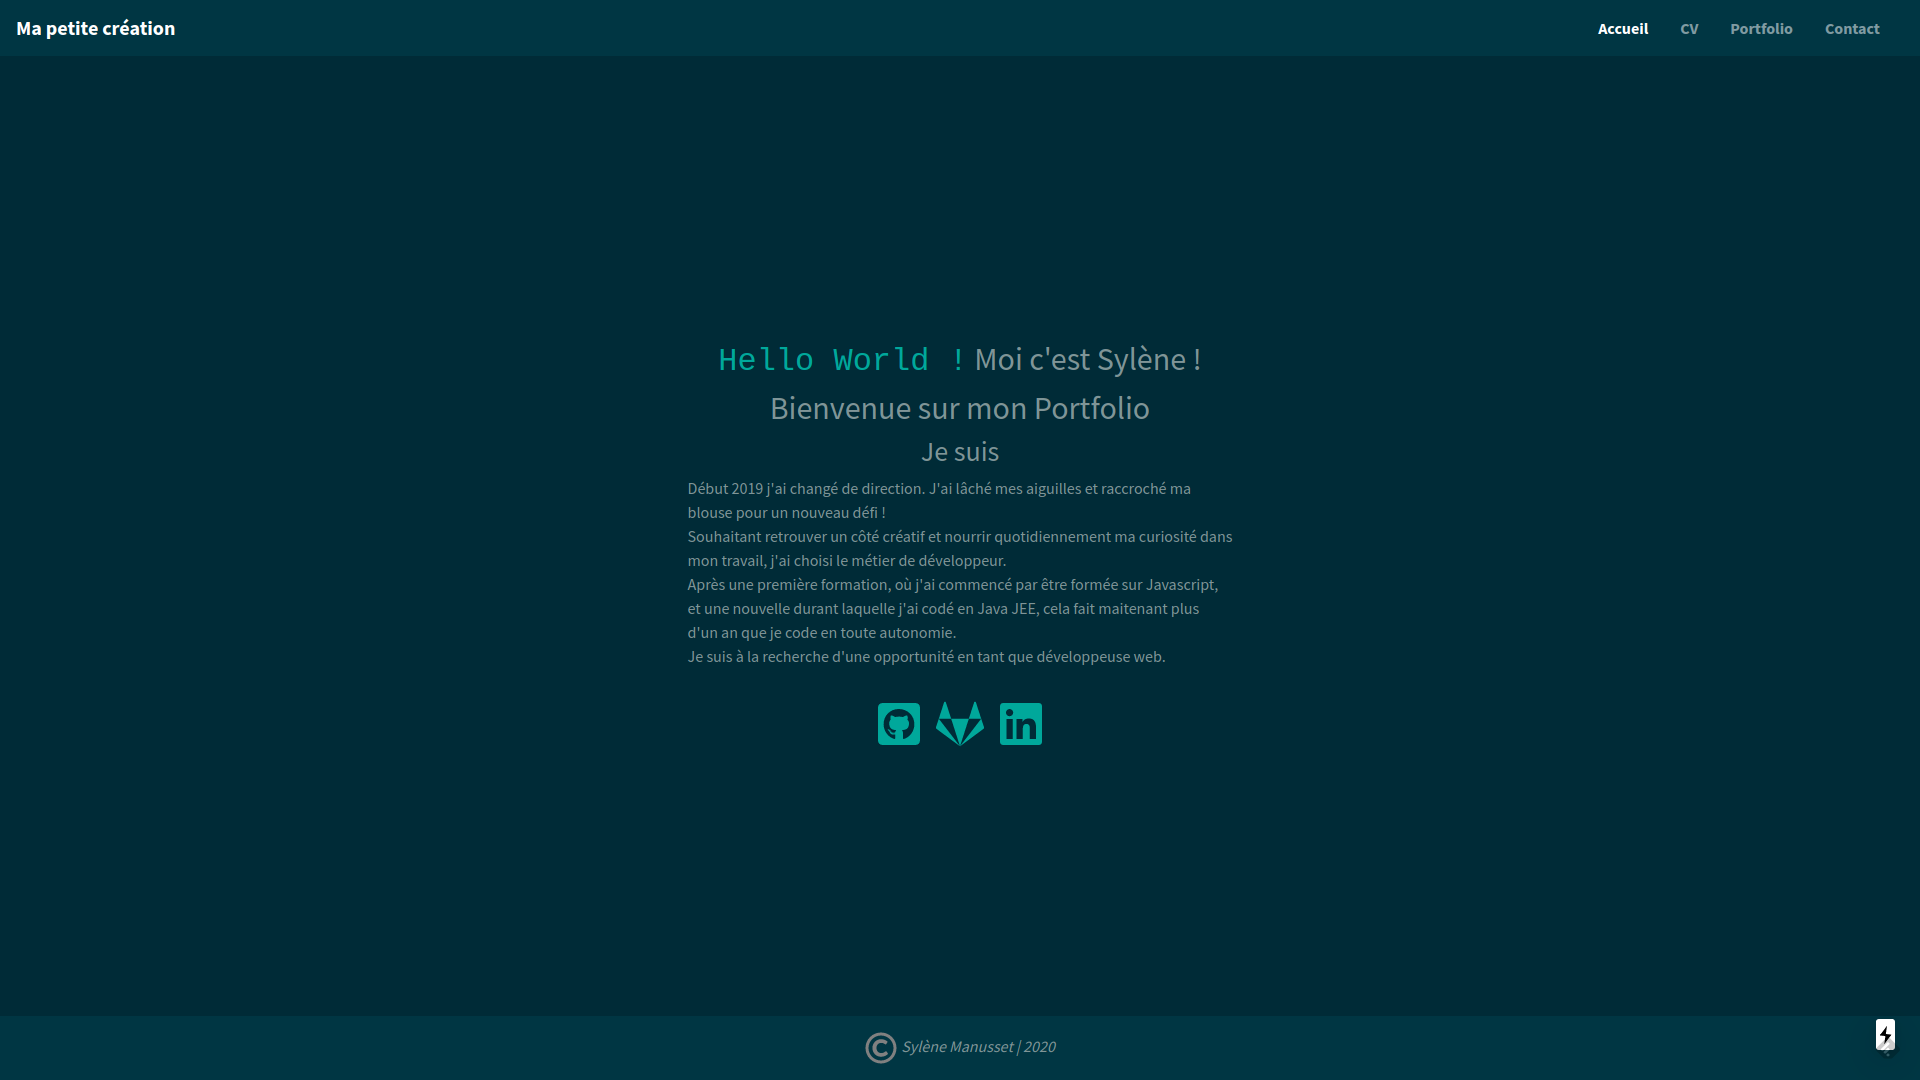 Ma petite création
Accueil
CV
Portfolio
Contact
Hello World ! Moi c'est Sylène !
Bienvenue sur mon Portfolio
Je suis
Début 2019 j'ai changé de direction. J'ai lâché mes aiguilles et raccroché ma
blouse pour un nouveau défi !
Souhaitant retrouver un côté créatif et nourrir quotidiennement ma curiosité dans
mon travail, j'ai choisi le métier de développeur.
Après une première formation, où j'ai commencé par être formée sur Javascript,
et une nouvelle durant laquelle j'ai codé en Java JEE, cela fait maitenant plus
d'un an que je code en toute autonomie.
Je suis à la recherche d'une opportunité en tant que développeuse web.
in
© Sylène Manusset | 2020